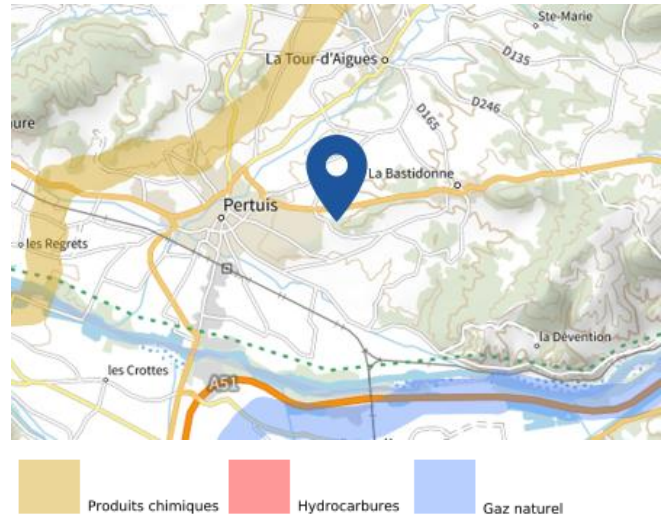 Ste-Marie
La Tour-d'Aigues
D135
D246
D165
ure
La Bastidonne
Pertuis
les Regrets
la Dévention
les Crottes
A51
Produits chimiques
Hydrocarbures
Gaz naturel